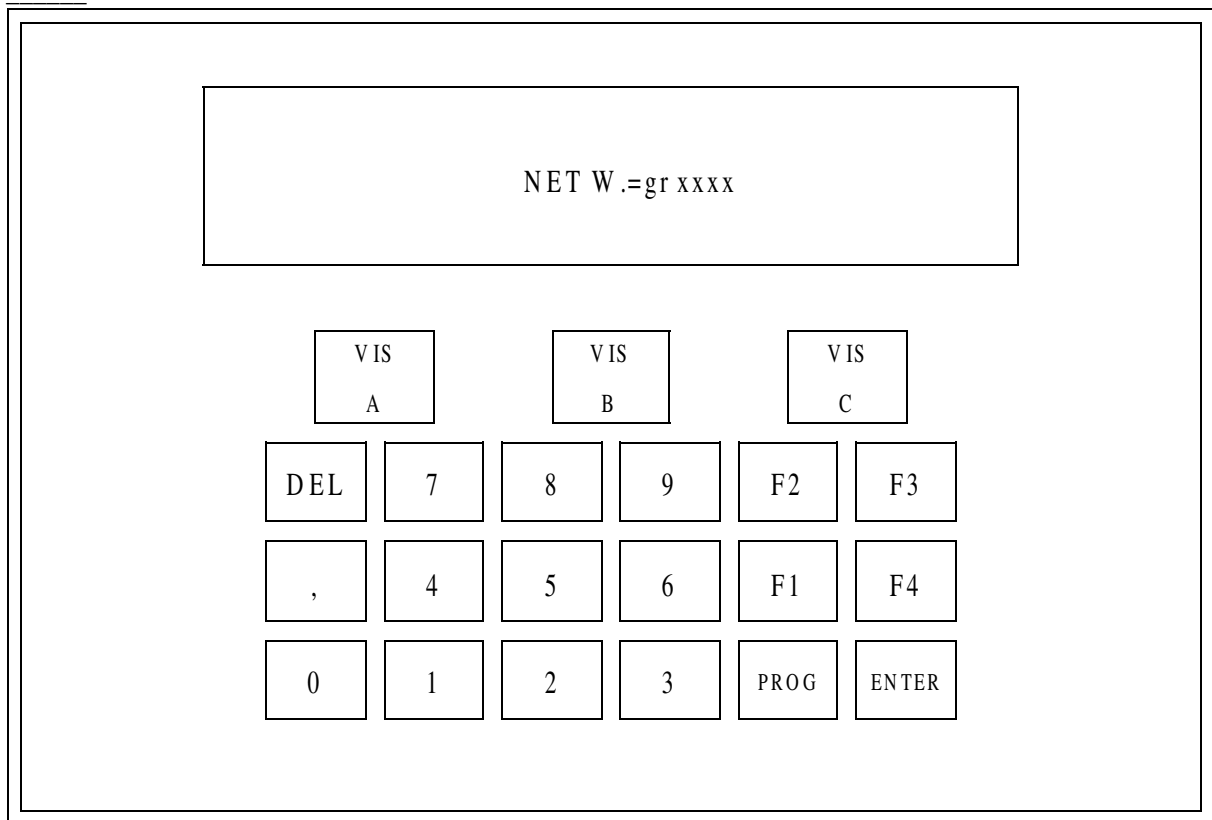 NET W.=gr xxxx
VIS VIS VIS
A B C
DEL 7 8 9 F2 F3
, 4 5 6 F1 F4
0 1 2 3 PROG ENTER